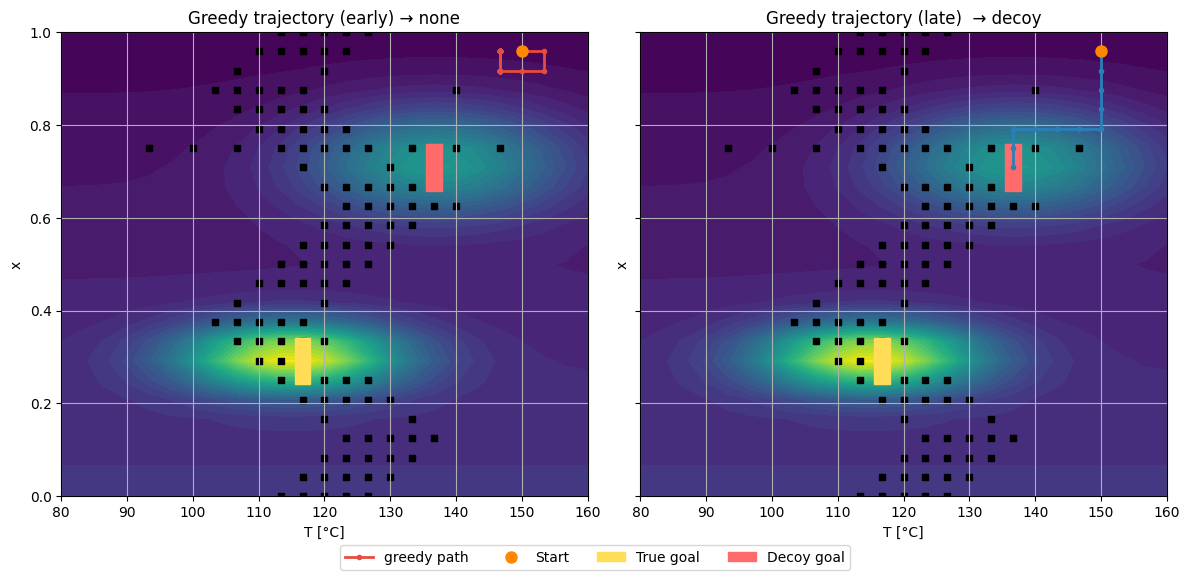 Greedy trajectory (early) → none
Greedy trajectory (late) → decoy
1.0
0.8
0.6
0.4
0.2
0.0
x
x
80 90 100 110 120 130 140 150 160
80 90 100 110 120 130 140 150 160
T [°C]
T [°C]
greedy path Start True goal Decoy goal